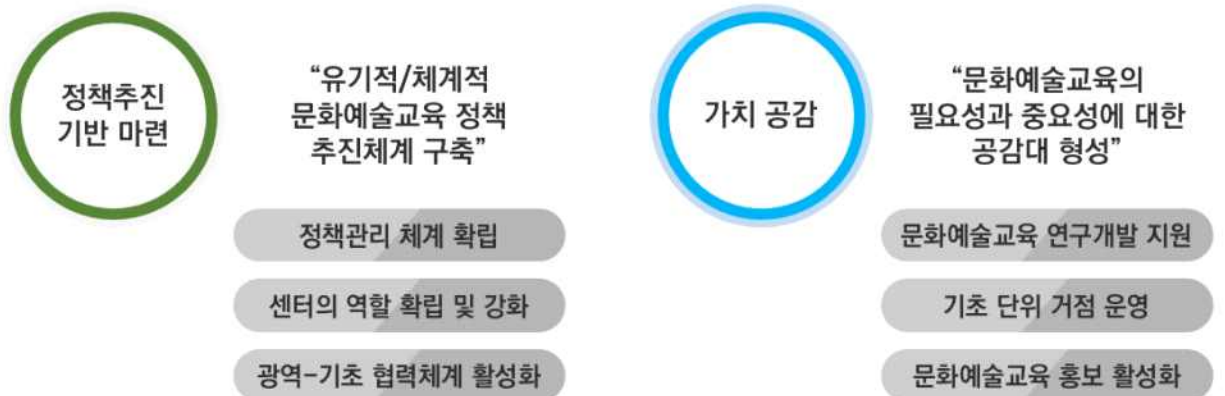 정책추진
기반 마련
“유기적/체계적
문화예술교육 정책
추진체계 구축”
정책관리 체계 확립
센터의 역할 확립 및 강화
광역-기초 협력체계 활성화
가치 공감
“문화예술교육의
필요성과 중요성에 대한
공감대 형성”
문화예술교육 연구개발 지원
기초 단위 거점 운영
문화예술교육 홍보 활성화